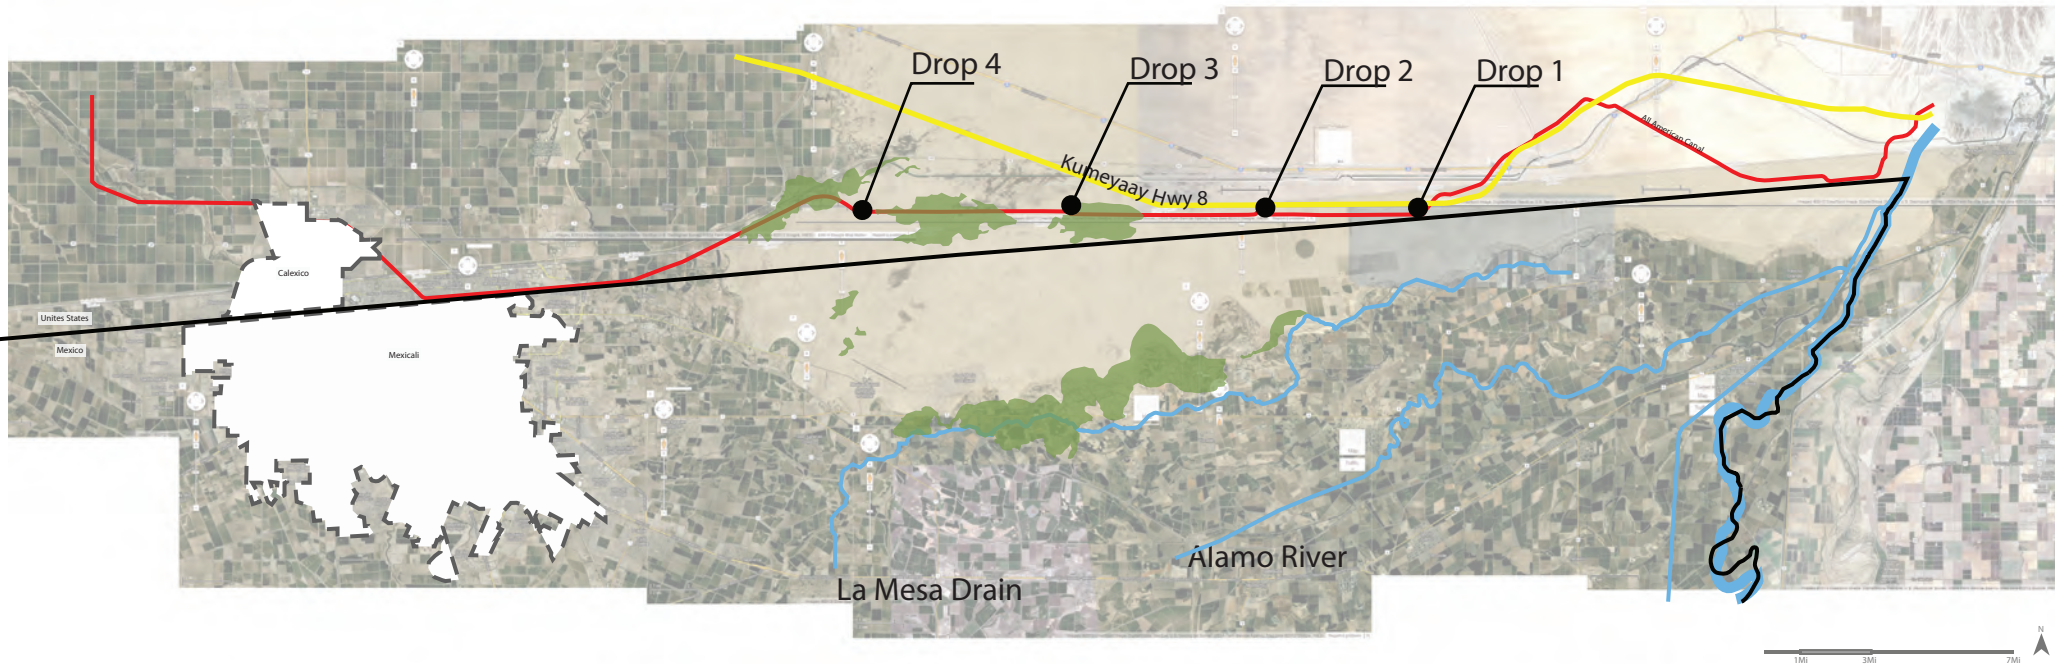 Drop 4
Drop 3
Drop 2
Drop 1
All American Canal
Kumeyaay Hwy 8
Calexico
Unites States
Mexico
Mexicali
Alamo River
La Mesa Drain
N
1Mi
3Mi
7Mi